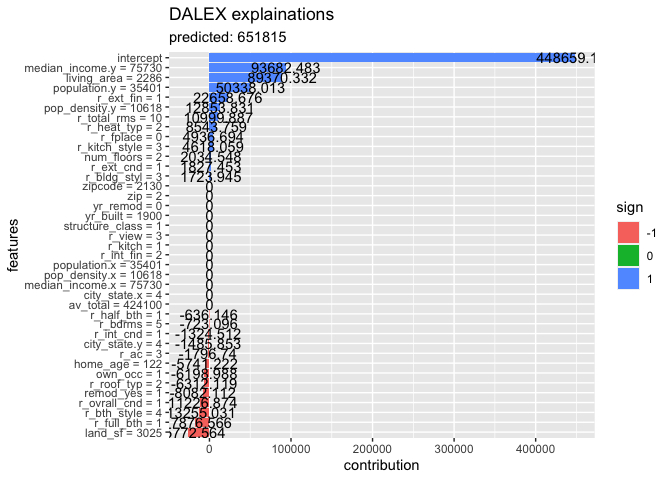 DALEX explainations
predicted: 651815
features
intercept 448659.1
median_income.y = 75730 93682.483
living_area = 2286 89370.332
population.y = 35401 50338.013
r_ext_fin = 1 22658.676
pop_density.y = 10618 12853.831
r_total_rms = 10 10999.887
r_heat_typ = 2 8543.759
r_fplace = 0 4936.694
r_kitch_style = 3 4618.059
num_floors = 2 2034.548
r_ext_cnd = 1 1827.453
r_bldg_styl = 3 1723.945
zipcode = 2130 0
zip = 2 0
yr_remod = 0 0
yr_built = 1900 0
structure_class = 1 0
r_view = 3 0
r_kitch = 1 0
r_int_fin = 2 0
population.x = 35401 0
pop_density.x = 10618 0
median_income.x = 75730 0
city_state.x = 4 0
av_total = 424100 0
r_half_bth = 1 -636.146
r_bdrms = 5 -723.096
r_int_cnd = 1 -1324.512
city_state.y = 4 -1485.853
r_ac = 3 -1796.74
home_age = 122 -5741.222
own_occ = 1 -6198.988
r_roof_typ = 2 -6312.119
remod_yes = 1 -8082.112
r_ovrall_cnd = 1 -11226.874
r_bth_style = 4 13255.031
r_full_bth = 1 7876.566
land_sf = 3025 5772.564
0 100000 200000 300000 400000
contribution
sign
-1
0
1